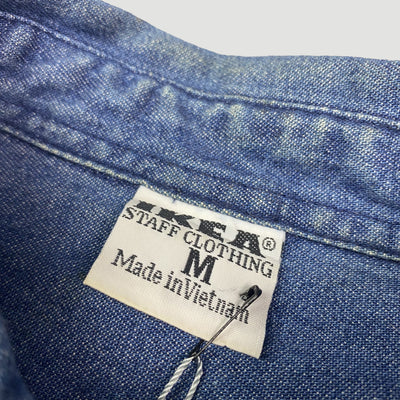 IKEA®
STAFF CLOTHING
M
Made in Vietnam